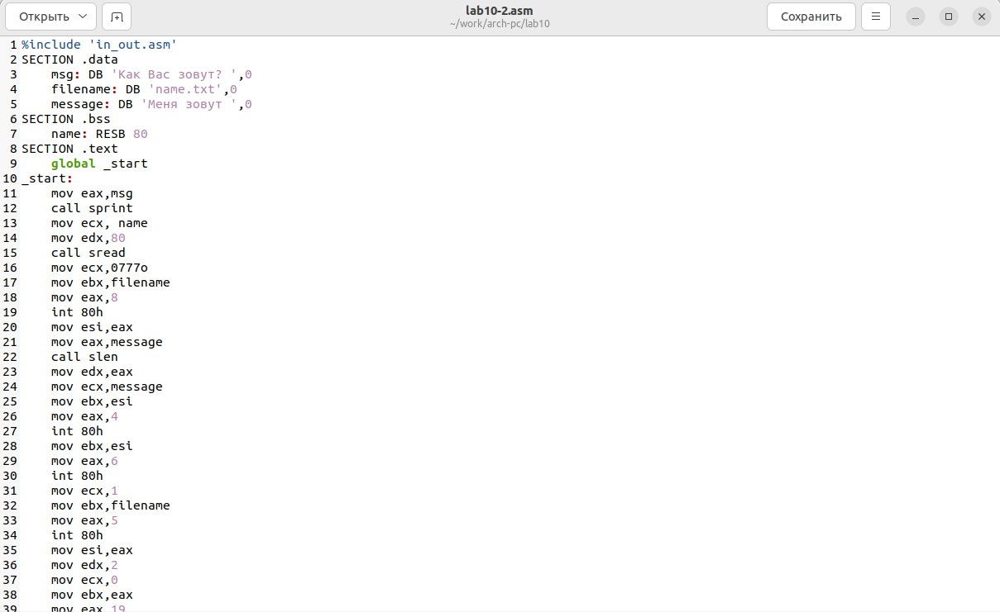 Открыть
lab10-2.asm
~/work/arch-pc/lab10
Сохранить
1 %include 'in_out.asm'
2 SECTION .data
3     msg: DB 'Как Вас зовут? ',0
4     filename: DB 'name.txt',0
5     message: DB 'Меня зовут ',0
6 SECTION .bss
7     name: RESB 80
8 SECTION .text
9     global _start
10 _start:
11     mov eax,msg
12     call sprint
13     mov ecx, name
14     mov edx,80
15     call sread
16     mov ecx,0777o
17     mov ebx,filename
18     mov eax,8
19     int 80h
20     mov esi,eax
21     mov eax,message
22     call slen
23     mov edx,eax
24     mov ecx,message
25     mov ebx,esi
26     mov eax,4
27     int 80h
28     mov ebx,esi
29     mov eax,6
30     int 80h
31     mov ecx,1
32     mov ebx,filename
33     mov eax,5
34     int 80h
35     mov esi,eax
36     mov edx,2
37     mov ecx,0
38     mov ebx,eax
39     mov eax,19